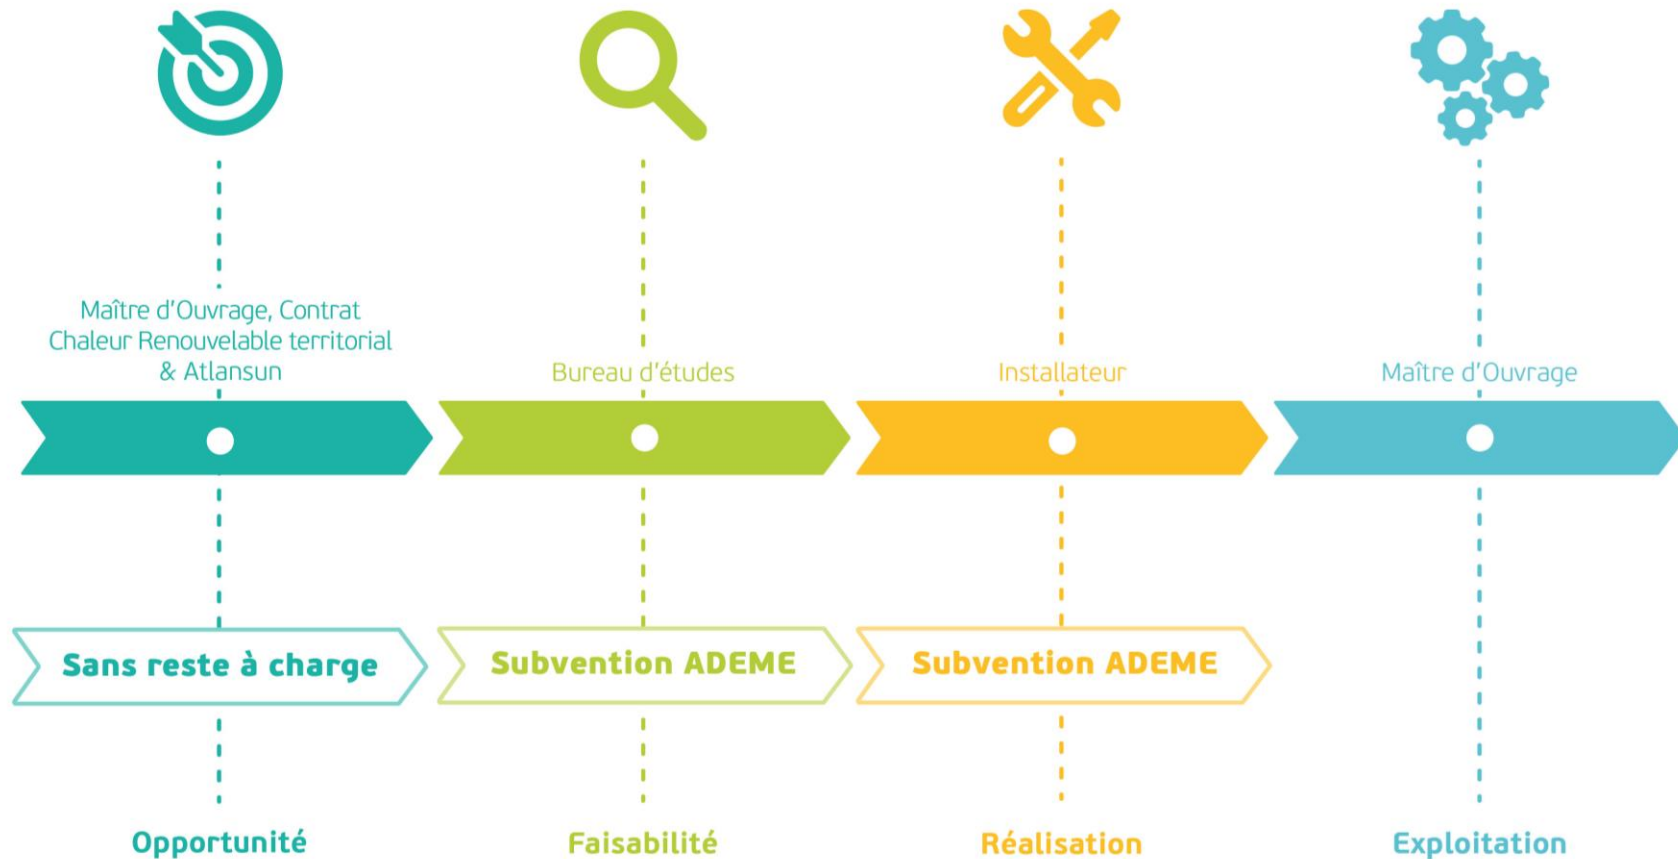 Maître d'Ouvrage, Contrat
Chaleur Renouvelable territorial
& Atlansun
Bureau d'études
Installateur
Maître d'Ouvrage
Sans reste à charge
Subvention ADEME
Subvention ADEME
Opportunité
Faisabilité
Réalisation
Exploitation